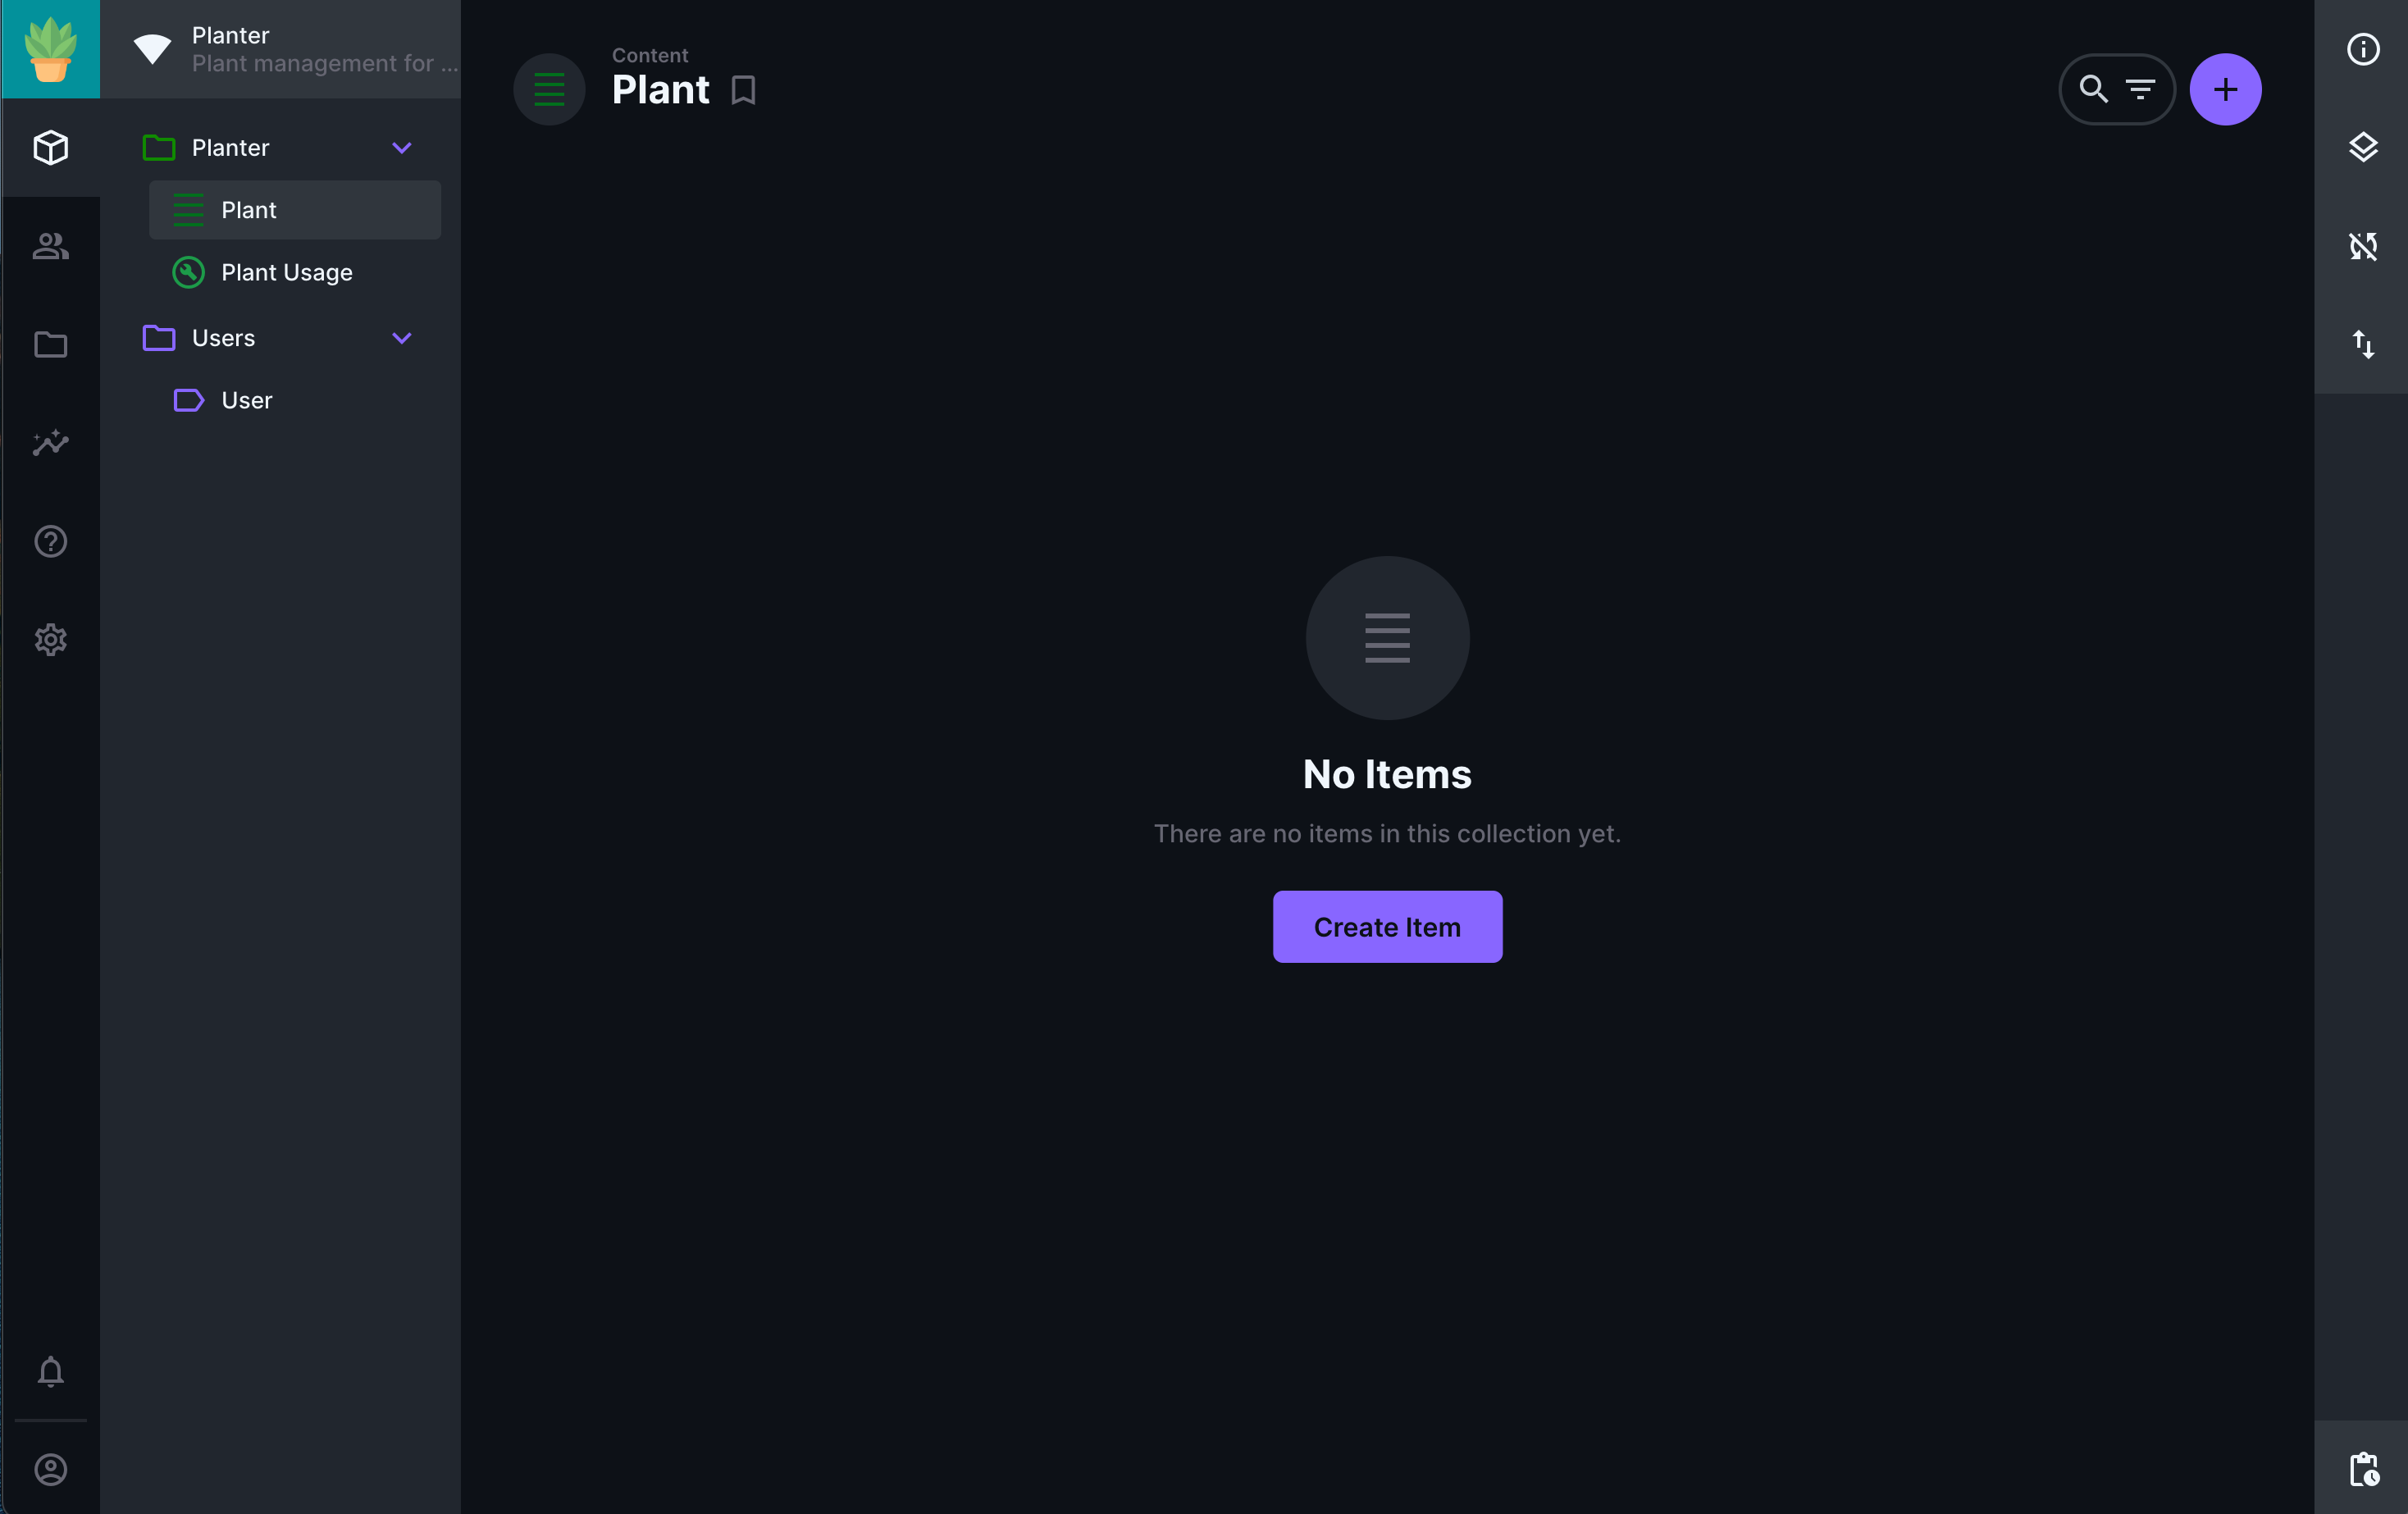 Planter
Plant management for ...
Planter
Plant
Plant Usage
Users
User
Content
Plant
No Items
There are no items in this collection yet.
Create Item